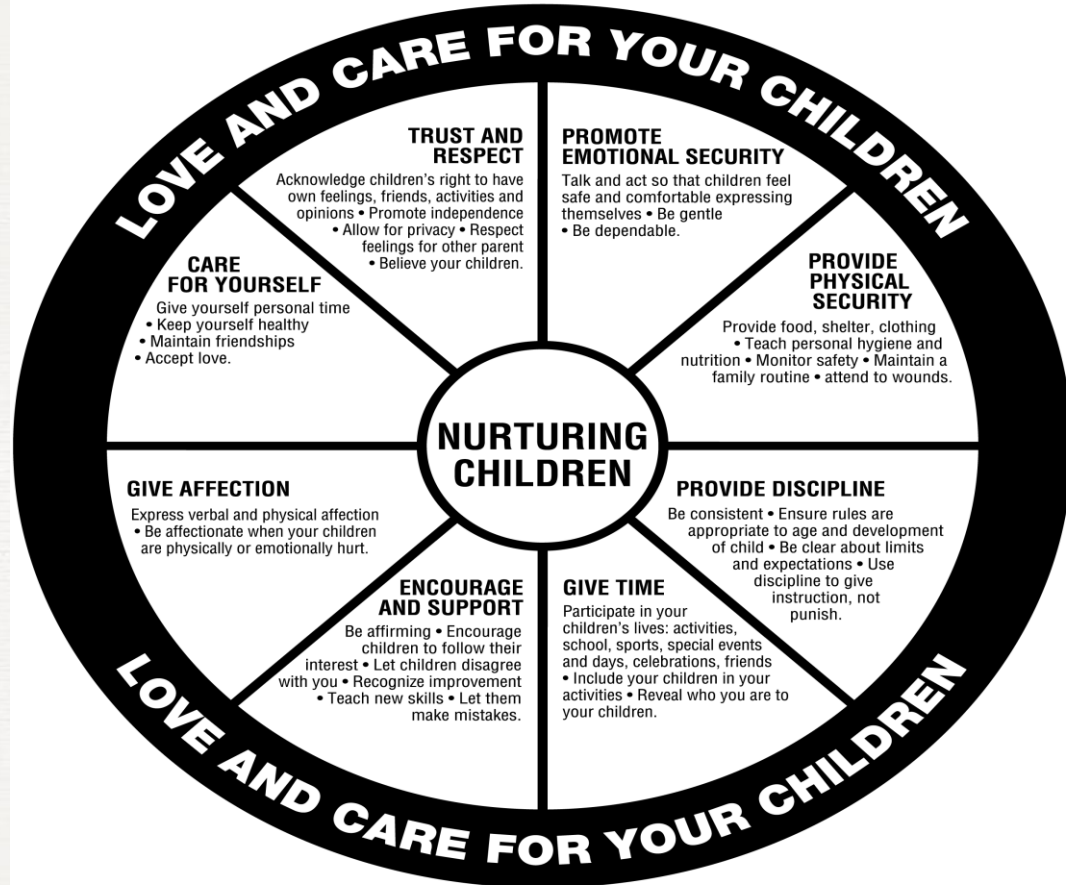 LOVE AND CARE FOR YOUR CHILDREN
TRUST AND
RESPECT
Acknowledge children's right to have
own feelings, friends, activities and
opinions • Promote independence
• Allow for privacy • Respect
feelings for other parent
• Believe your children.
PROMOTE
EMOTIONAL SECURITY
Talk and act so that children feel
safe and comfortable expressing
themselves • Be gentle
• Be dependable.
CARE
FOR YOURSELF
Give yourself personal time
• Keep yourself healthy
• Maintain friendships
• Accept love.
PROVIDE
PHYSICAL
SECURITY
Provide food, shelter, clothing
• Teach personal hygiene and
nutrition • Monitor safety • Maintain a
family routine • attend to wounds.
NURTURING
CHILDREN
GIVE AFFECTION
Express verbal and physical affection
• Be affectionate when your children
are physically or emotionally hurt.
PROVIDE DISCIPLINE
Be consistent • Ensure rules are
appropriate to age and development
of child • Be clear about limits
and expectations • Use
discipline to give
instruction, not
punish.
ENCOURAGE
AND SUPPORT
Be affirming • Encourage
children to follow their
interest • Let children disagree
with you • Recognize improvement
• Teach new skills • Let them
make mistakes.
GIVE TIME
Participate in your
children's lives: activities,
school, sports, special events
and days, celebrations, friends
• Include your children in your
activities • Reveal who you are to
your children.
LOVE AND CARE FOR YOUR CHILDREN